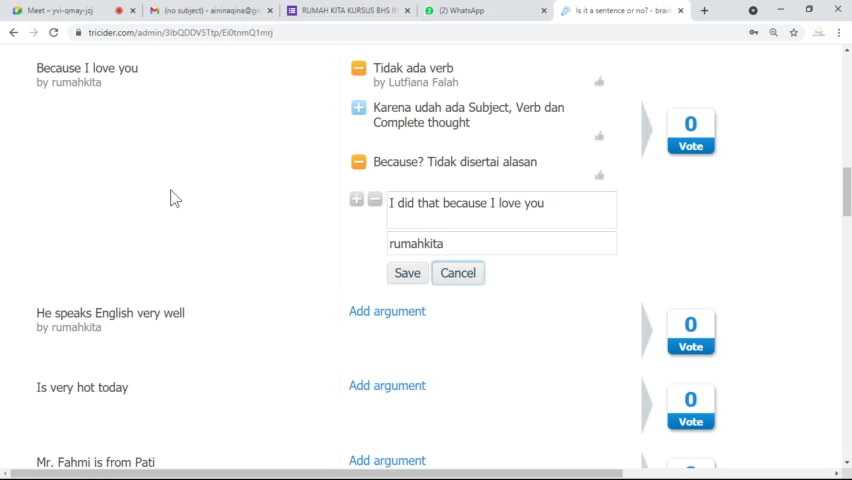 Meet – yvi-qmay-jzj
(no subject) - aininaqina@gm
RUMAH KITA KURSUS BHS IN
(2) WhatsApp
Is it a sentence or no? - brain
tricider.com/admin/3IbQDDV5Ttp/Ei0tnmQ1mrj
Because I love you
by rumahkita
Tidak ada verb
by Lutfiana Falah
Karena udah ada Subject, Verb dan
Complete thought
Because? Tidak disertai alasan
I did that because I love you
rumahkita
Save Cancel
0
Vote
He speaks English very well
by rumahkita
Add argument
0
Vote
Is very hot today
Add argument
0
Vote
Mr. Fahmi is from Pati
Add argument